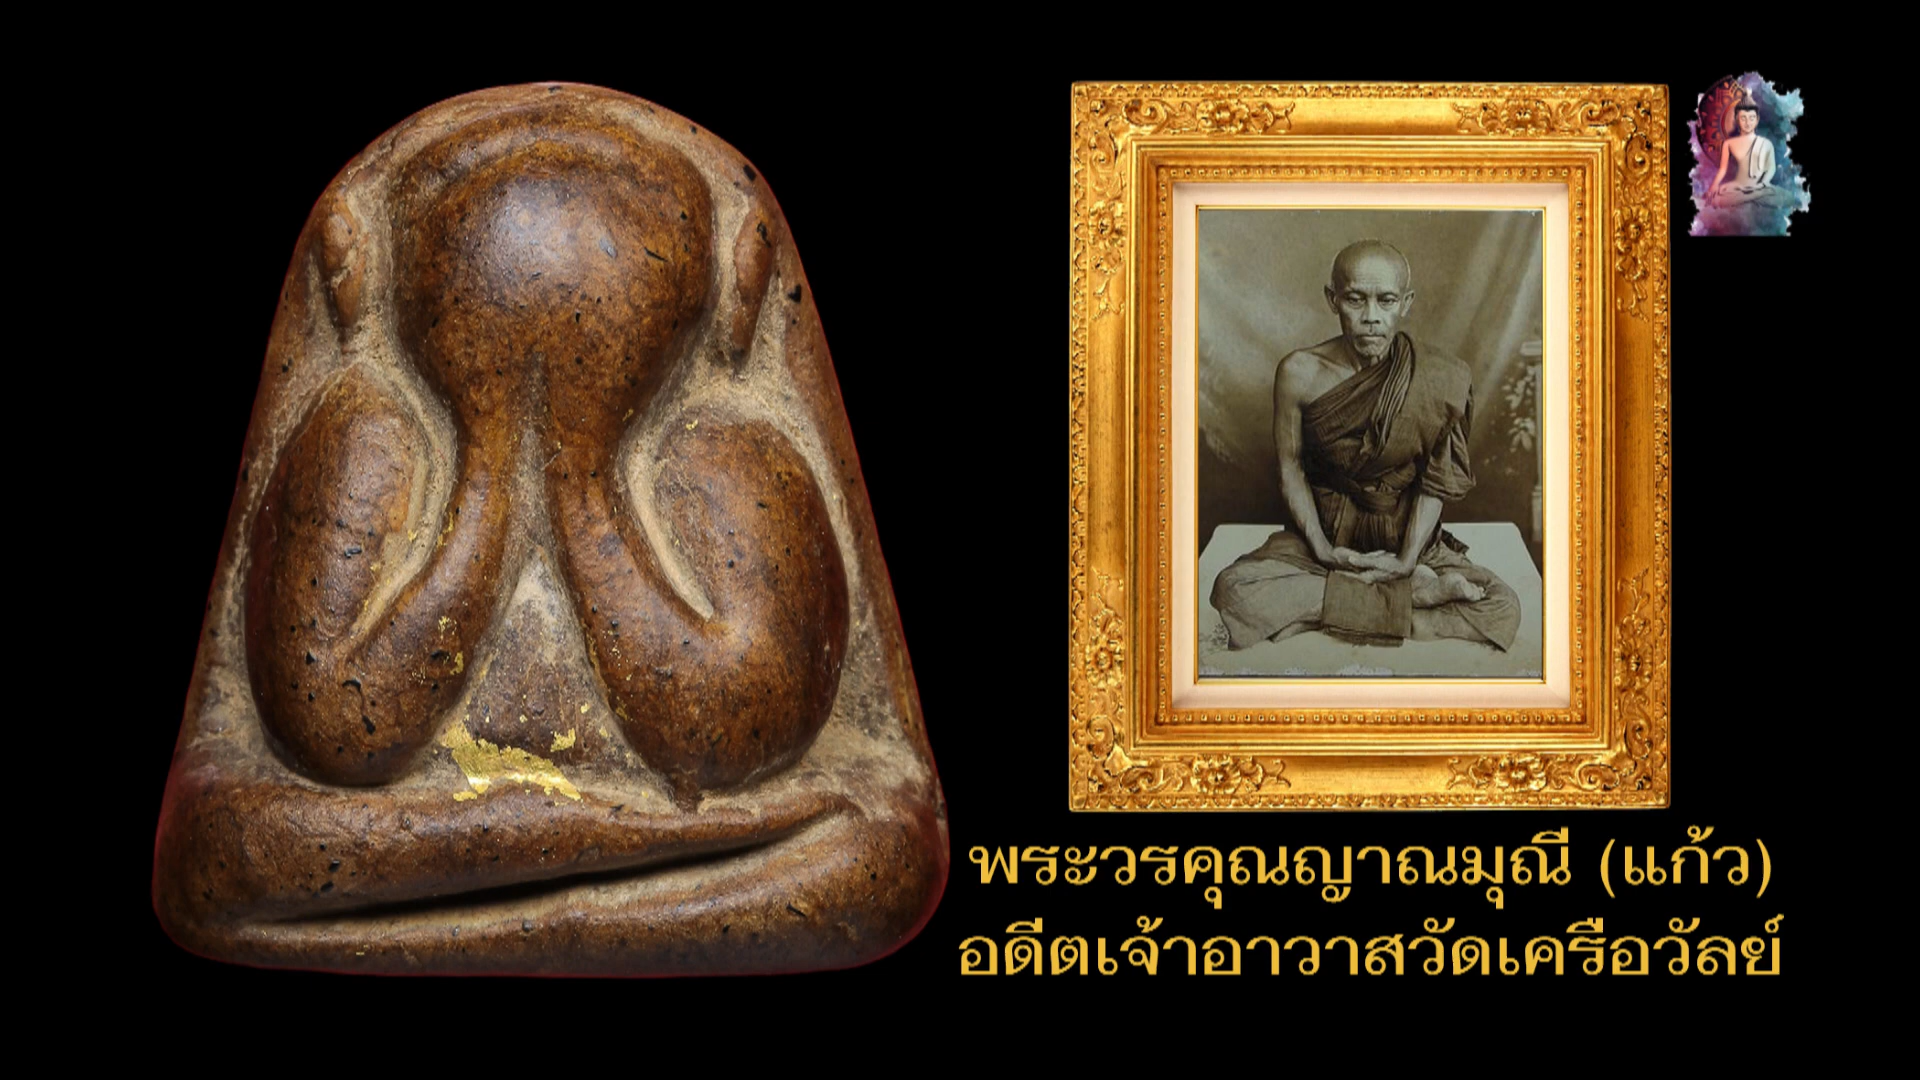 พระวรคุณญาณมุณี (แก้ว)
อดีตเจ้าอาวาสวัดเครือวัลย์